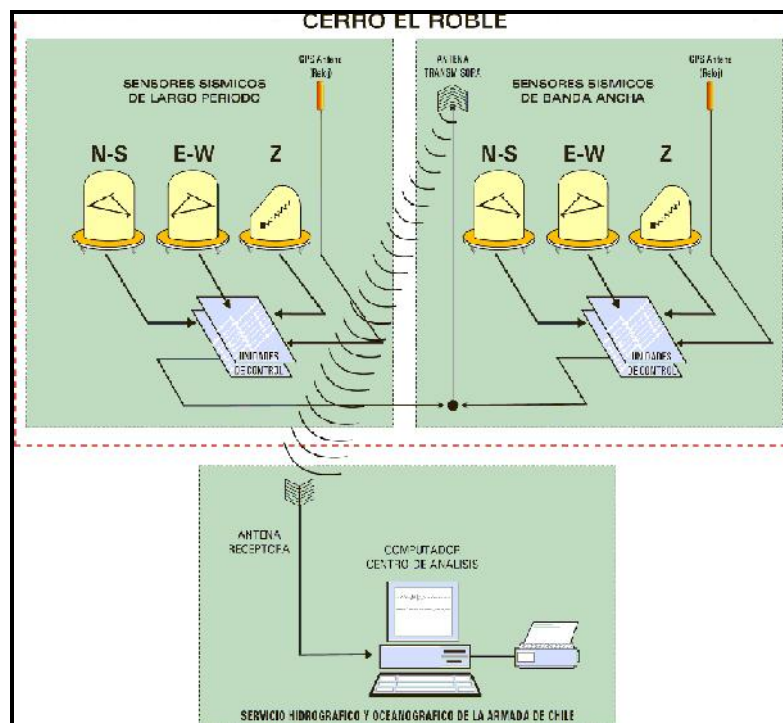 CERRO EL ROBLE
SENSORES SISMICOS
DE LARGO PERIODO
GPS Antena
(Reloj)
N-S E-W Z
UNIDADES
DE CONTROL
ANTENA
TRANSMISORA
SENSORES SISMICOS
DE BANDA ANCHA
GPS Antena
(Reloj)
N-S E-W Z
UNIDADES
DE CONTROL
ANTENA
RECEPTORA
COMPUTADOR
CENTRO DE ANALISIS
SERVICIO HIDROGRAFICO Y OCEANOGRAFICO DE LA ARMADA DE CHILE